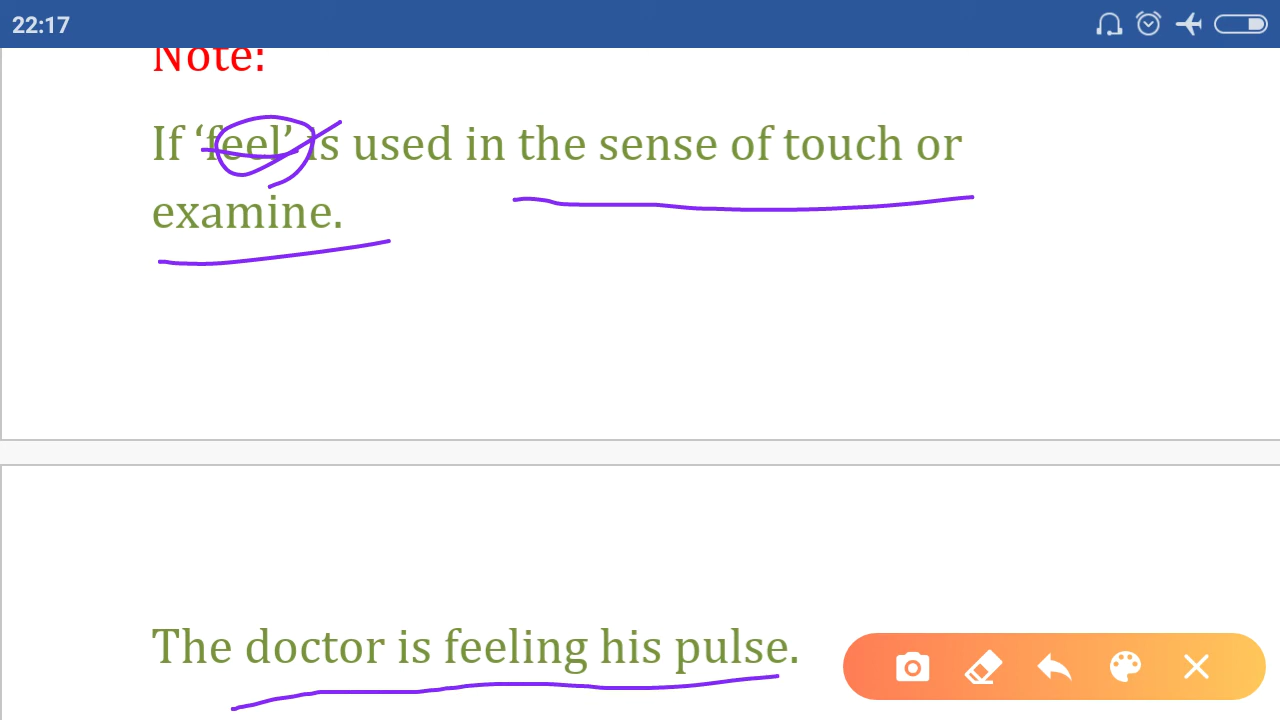 22:17
Note:
If ‘feel’ is used in the sense of touch or
examine.
The doctor is feeling his pulse.